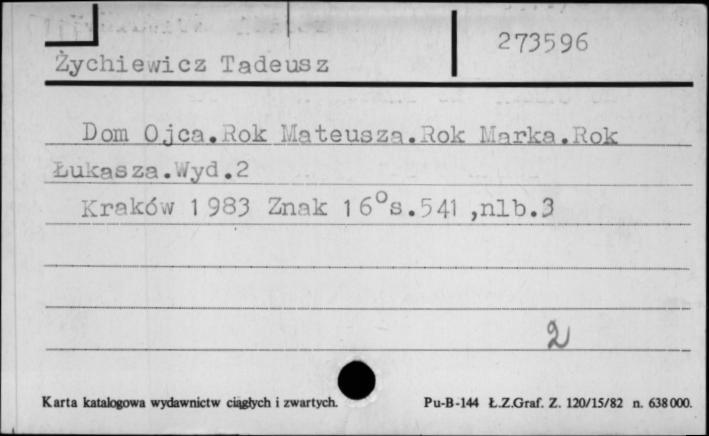 273596
Żychiewicz Tadeusz
Dom Ojca.Rok Mateusza.Rok Marka.Rok
Łukasza.Wyd.2
Kraków 1983 Znak 16°s.541,nlb.3
2
Karta katalogowa wydawnictw ciągłych i zwartych. Pu-B-144 Ł.Z.Graf. Z. 120/15/82 n. 638000.